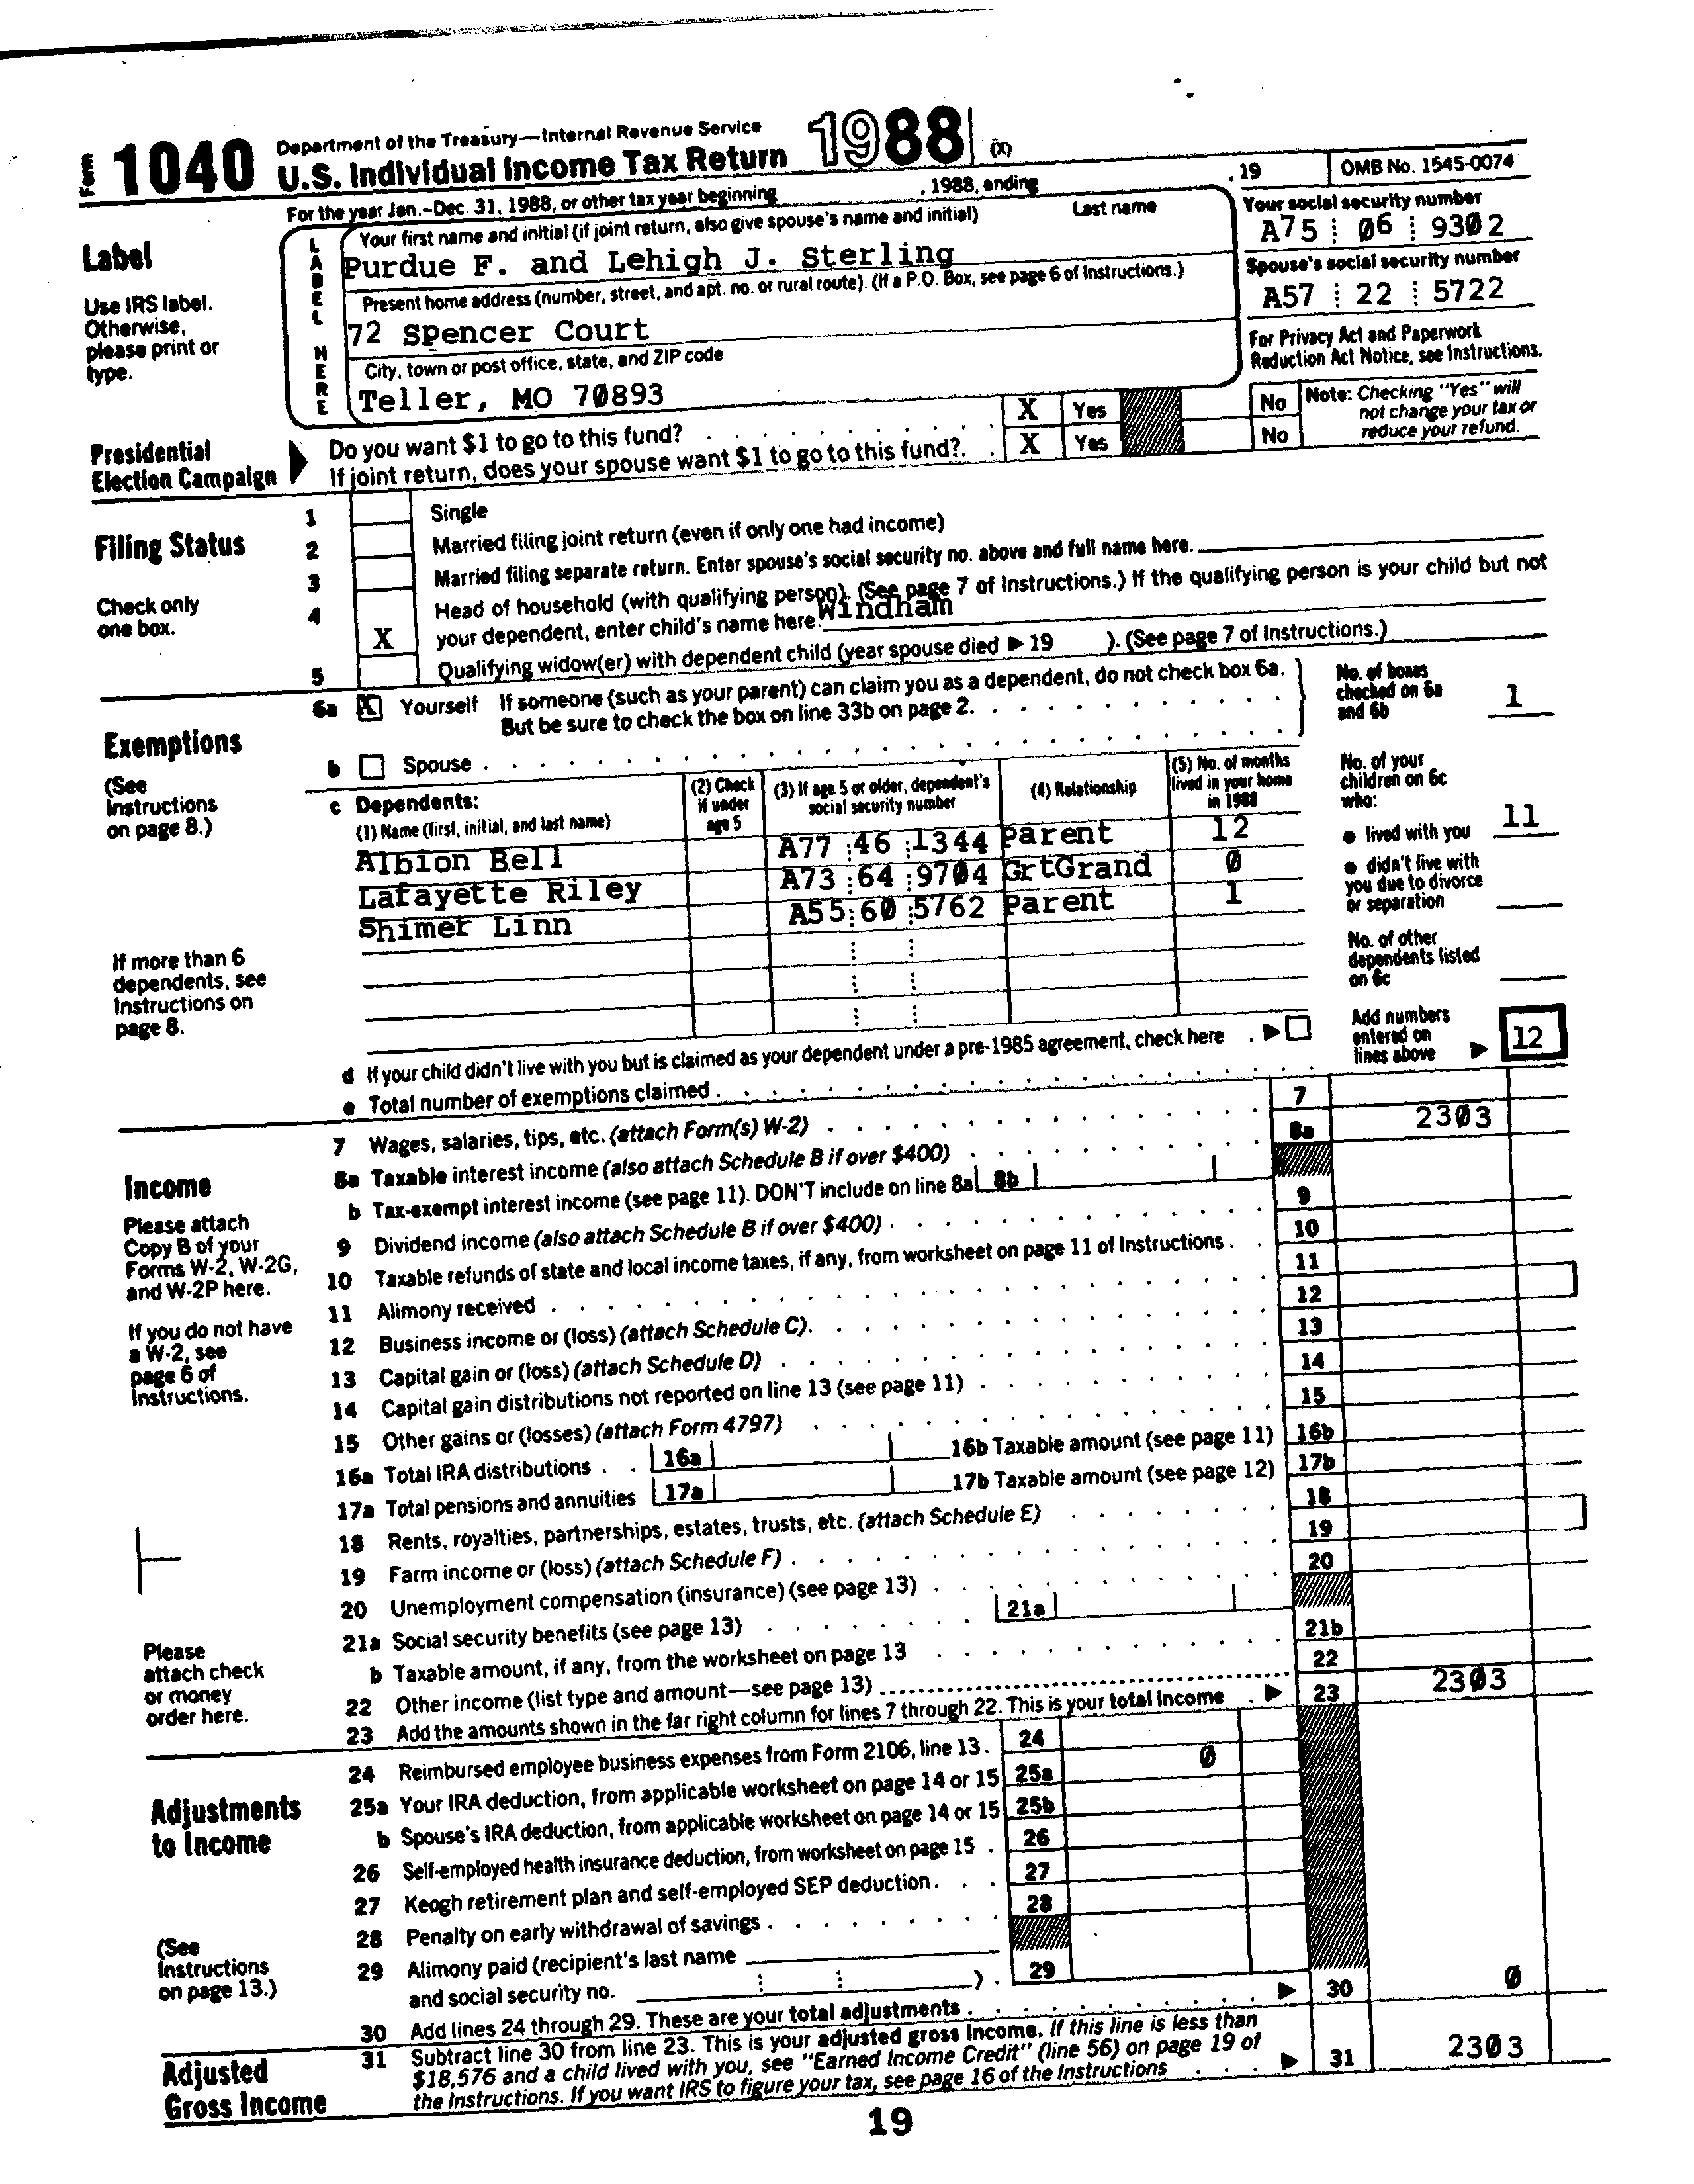 Form 1040 Department of the Treasury—Internal Revenue Service
U.S. Individual Income Tax Return 1988 (X)
For the year Jan.-Dec. 31, 1988, or other tax year beginning , 1988, ending , 19 OMB No. 1545-0074
Label
Use IRS label.
Otherwise,
please print or
type.
LABEL HERE
Your first name and initial (if joint return, also give spouse's name and initial) Last name
Purdue F. and Lehigh J. Sterling
Your social security number
A75 06 9302
Present home address (number, street, and apt. no. or rural route). (If a P.O. Box, see page 6 of Instructions.)
72 Spencer Court
Spouse's social security number
A57 22 5722
City, town or post office, state, and ZIP code
Teller, MO 70893
For Privacy Act and Paperwork
Reduction Act Notice, see Instructions.
Presidential
Election Campaign
Do you want $1 to go to this fund? X Yes No
If joint return, does your spouse want $1 to go to this fund? X Yes No
Note: Checking "Yes" will
not change your tax or
reduce your refund.
Filing Status
Check only
one box.
1 Single
2 Married filing joint return (even if only one had income)
3 Married filing separate return. Enter spouse's social security no. above and full name here.
4 X Head of household (with qualifying person). (See page 7 of Instructions.) If the qualifying person is your child but not
your dependent, enter child's name here. Windham
5 Qualifying widow(er) with dependent child (year spouse died ▶ 19 ). (See page 7 of Instructions.)
Exemptions
(See
Instructions
on page 8.)
6a X Yourself If someone (such as your parent) can claim you as a dependent, do not check box 6a.
But be sure to check the box on line 33b on page 2.
b Spouse
No. of boxes
checked on 6a
and 6b 1
c Dependents:
(1) Name (first, initial, and last name)
(2) Check
if under
age 5
(3) If age 5 or older, dependent's
social security number
(4) Relationship
(5) No. of months
lived in your home
in 1988
Albion Bell A77 46 1344 Parent 12
Lafayette Riley A73 64 9704 GrtGrand 0
Shimer Linn A55 60 5762 Parent 1
No. of your
children on 6c
who:
● lived with you 11
● didn't live with
you due to divorce
or separation
No. of other
dependents listed
on 6c
If more than 6
dependents, see
Instructions on
page 8.
d If your child didn't live with you but is claimed as your dependent under a pre-1985 agreement, check here ▶
e Total number of exemptions claimed
Add numbers
entered on
lines above ▶ 12
Income
Please attach
Copy B of your
Forms W-2, W-2G,
and W-2P here.
If you do not have
a W-2, see
page 6 of
Instructions.
Please
attach check
or money
order here.
7 Wages, salaries, tips, etc. (attach Form(s) W-2) 7
8a Taxable interest income (also attach Schedule B if over $400) 8a 2303
b Tax-exempt interest income (see page 11). DON'T include on line 8a 8b
9 Dividend income (also attach Schedule B if over $400) 9
10 Taxable refunds of state and local income taxes, if any, from worksheet on page 11 of Instructions 10
11 Alimony received 11
12 Business income or (loss) (attach Schedule C) 12
13 Capital gain or (loss) (attach Schedule D) 13
14 Capital gain distributions not reported on line 13 (see page 11) 14
15 Other gains or (losses) (attach Form 4797) 15
16a Total IRA distributions 16a 16b Taxable amount (see page 11) 16b
17a Total pensions and annuities 17a 17b Taxable amount (see page 12) 17b
18 Rents, royalties, partnerships, estates, trusts, etc. (attach Schedule E) 18
19 Farm income or (loss) (attach Schedule F) 19
20 Unemployment compensation (insurance) (see page 13) 20
21a Social security benefits (see page 13) 21a
b Taxable amount, if any, from the worksheet on page 13 21b
22 Other income (list type and amount—see page 13) 22
23 Add the amounts shown in the far right column for lines 7 through 22. This is your total income ▶ 23 2303
Adjustments
to Income
(See
Instructions
on page 13.)
24 Reimbursed employee business expenses from Form 2106, line 13. 24
25a Your IRA deduction, from applicable worksheet on page 14 or 15 25a 0
b Spouse's IRA deduction, from applicable worksheet on page 14 or 15 25b
26 Self-employed health insurance deduction, from worksheet on page 15 26
27 Keogh retirement plan and self-employed SEP deduction 27
28 Penalty on early withdrawal of savings 28
29 Alimony paid (recipient's last name
and social security no. ) 29
30 Add lines 24 through 29. These are your total adjustments ▶ 30 0
Adjusted
Gross Income
31 Subtract line 30 from line 23. This is your adjusted gross income. If this line is less than
$18,576 and a child lived with you, see "Earned Income Credit" (line 56) on page 19 of
the Instructions. If you want IRS to figure your tax, see page 16 of the Instructions ▶ 31 2303
19